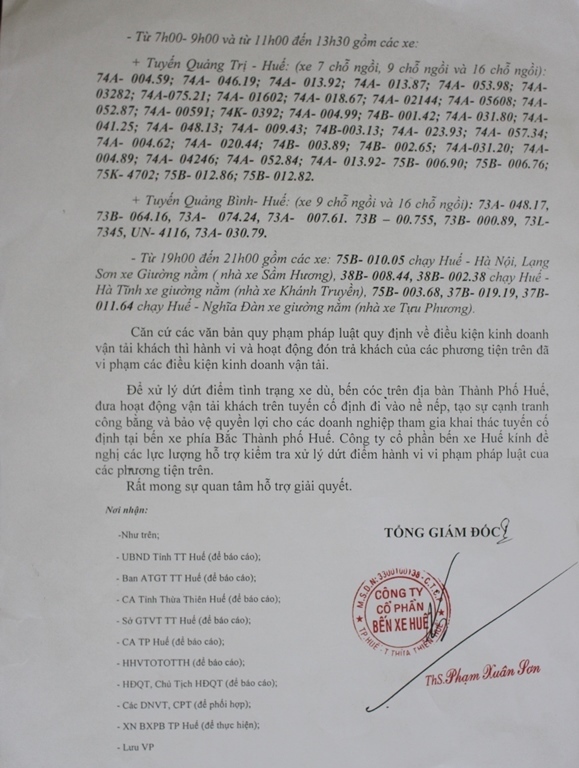 - Từ 7h00- 9h00 và từ 11h00 đến 13h30 gồm các xe:
+ Tuyến Quảng Trị - Huế: (xe 7 chỗ ngồi, 9 chỗ ngồi và 16 chỗ ngồi):
74A- 004.59; 74A- 046.19; 74A- 013.92; 74A- 013.87; 74A- 053.98; 74A-
03282; 74A-075.21; 74A- 01602; 74A- 018.67; 74A- 02144; 74A- 05608; 74A-
052.87; 74A- 00591; 74K- 0392; 74A- 004.99; 74B- 001.42; 74A- 031.80; 74A-
041.25; 74A- 048.13; 74A- 009.43; 74B-003.13; 74A- 023.93; 74A- 057.34;
74A- 004.62; 74A- 020.44; 74B- 003.89; 74B- 002.65; 74A-031.20; 74A-
004.89; 74A- 04246; 74A- 052.84; 74A- 013.92- 75B- 006.90; 75B- 006.76;
75K- 4702; 75B- 012.86; 75B- 012.82.
+ Tuyến Quảng Bình- Huế: (xe 9 chỗ ngồi và 16 chỗ ngồi): 73A- 048.17,
73B- 064.16, 73A- 074.24, 73A- 007.61. 73B – 00.755, 73B- 000.89, 73L-
7345, UN- 4116, 73A- 030.79.
- Từ 19h00 đến 21h00 gồm các xe: 75B- 010.05 chạy Huế - Hà Nội, Lạng
Sơn xe Giường nằm ( nhà xe Sầm Hương), 38B- 008.44, 38B- 002.38 chạy Huế -
Hà Tĩnh xe giường nằm (nhà xe Khánh Truyền), 75B- 003.68, 37B- 019.19, 37B-
011.64 chạy Huế - Nghĩa Đàn xe giường nằm (nhà xe Tựu Phương).
Căn cứ các văn bản quy phạm pháp luật quy định về điều kiện kinh doanh
vận tải khách thì hành vi và hoạt động đón trả khách của các phương tiện trên đã
vi phạm các điều kiện kinh doanh vận tải.
Để xử lý dứt điểm tình trạng xe dù, bến cóc trên địa bàn Thành Phố Huế,
đưa hoạt động vận tải khách trên tuyến cố định đi vào nề nếp, tạo sự cạnh tranh
công bằng và bảo vệ quyền lợi cho các doanh nghiệp tham gia khai thác tuyến cố
định tại bến xe phía Bắc Thành phố Huế. Công ty cổ phần bến xe Huế kính đề
nghị các lực lượng hỗ trợ kiểm tra xử lý dứt điểm hành vi vi phạm pháp luật của
các phương tiện trên.
Rất mong sự quan tâm hỗ trợ giải quyết.
Nơi nhận:
-Như trên;
- UBND Tỉnh TT Huế (để báo cáo);
- Ban ATGT TT Huế (để báo cáo);
- CA Tỉnh Thừa Thiên Huế (để báo cáo);
- Sở GTVT TT Huế (để báo cáo);
- CA TP Huế (để báo cáo);
- HHVTOTOTTH (để báo cáo);
- HĐQT, Chủ Tịch HĐQT (để báo cáo);
- Các DNVT, CPT (để phối hợp);
- XN BXPB TP Huế (để thực hiện);
- Lưu VP
TỔNG GIÁM ĐỐC
M.S.D.N: 3300100138 - C.T.C.P
CÔNG TY
CỔ PHẦN
BẾN XE HUẾ
TP HUẾ - T THỪA THIÊN HUẾ
ThS. Phạm Xuân Sơn